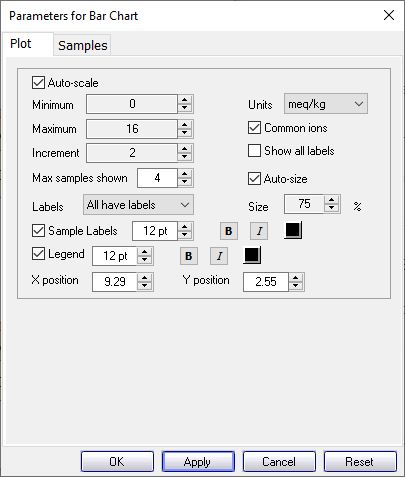 Parameters for Bar Chart
Plot Samples
Auto-scale
Minimum 0 Units meq/kg
Maximum 16 Common ions
Increment 2 Show all labels
Max samples shown 4 Auto-size
Labels All have labels Size 75 %
Sample Labels 12 pt B I
Legend 12 pt B I
X position 9.29 Y position 2.55
OK Apply Cancel Reset